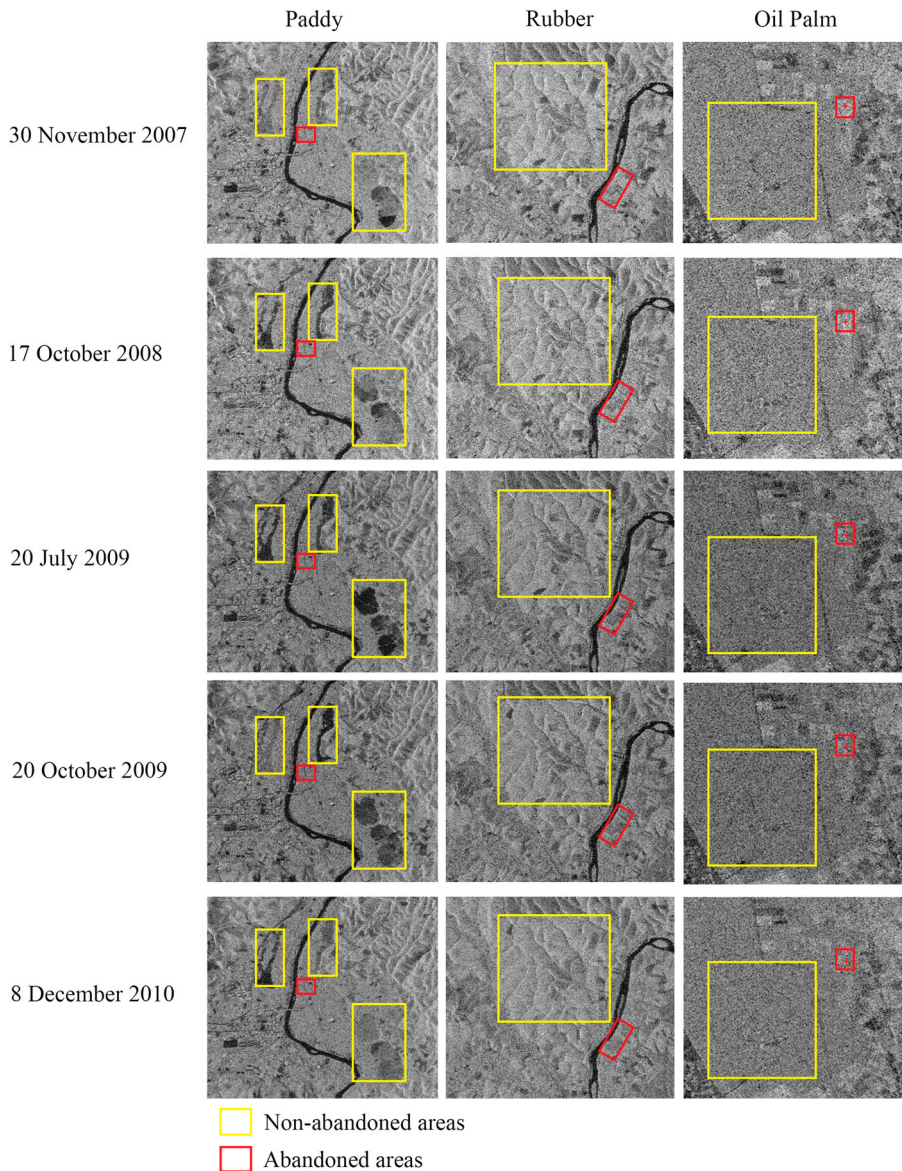 Paddy Rubber Oil Palm
30 November 2007
17 October 2008
20 July 2009
20 October 2009
8 December 2010
Non-abandoned areas
Abandoned areas